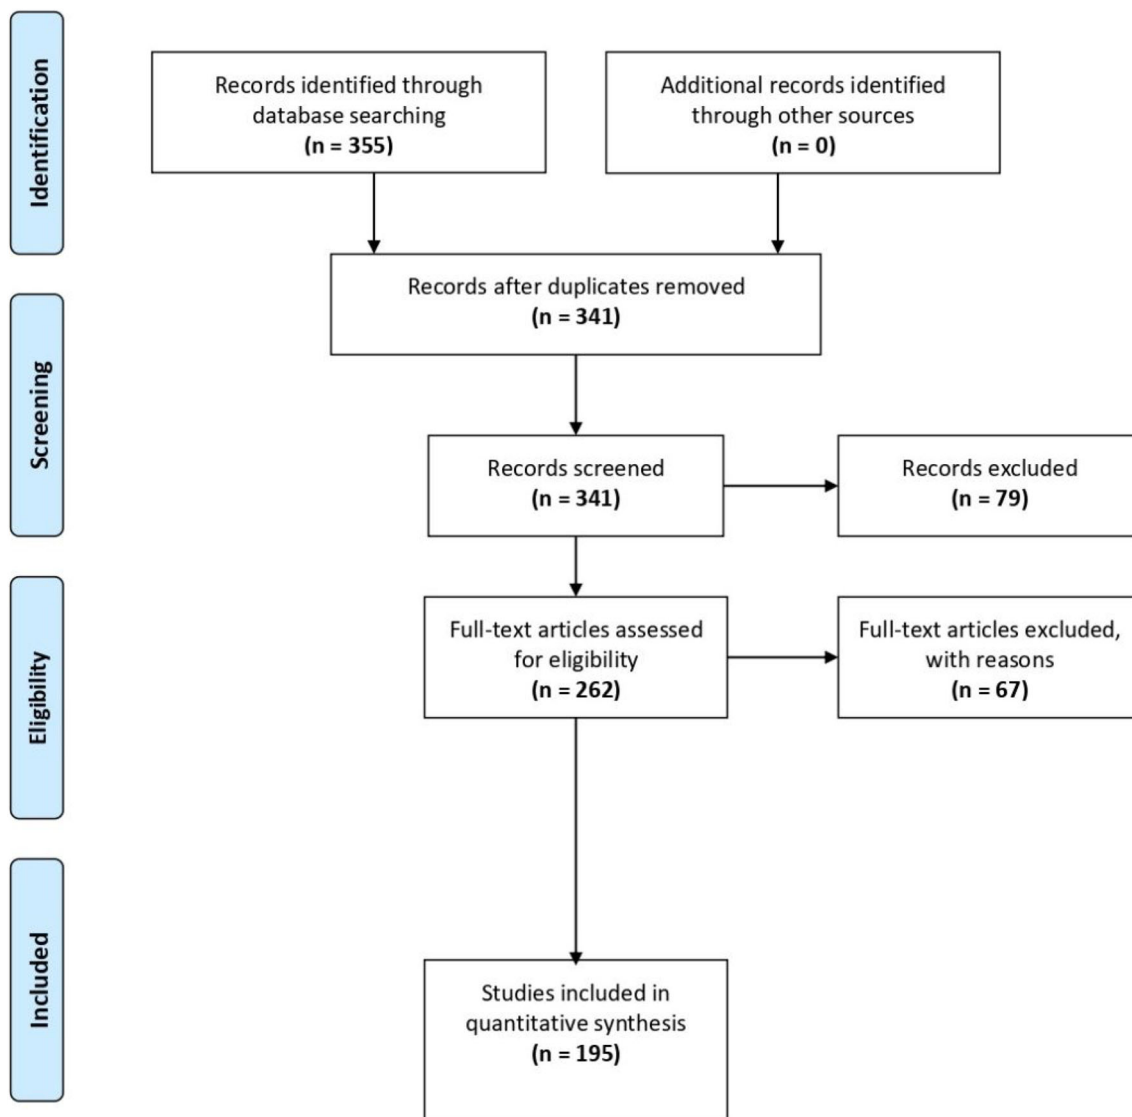 Identification
Records identified through
database searching
(n = 355)
Additional records identified
through other sources
(n = 0)
Records after duplicates removed
(n = 341)
Screening
Records screened
(n = 341)
Records excluded
(n = 79)
Eligibility
Full-text articles assessed
for eligibility
(n = 262)
Full-text articles excluded,
with reasons
(n = 67)
Included
Studies included in
quantitative synthesis
(n = 195)